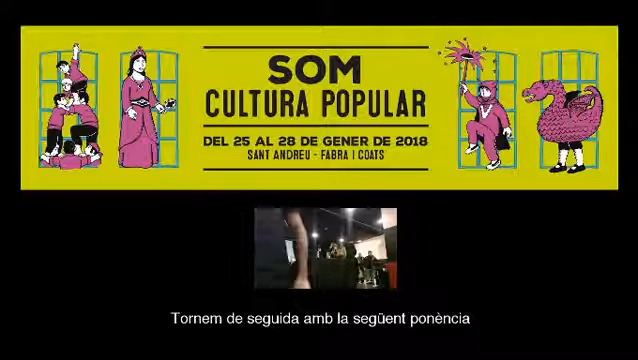 SOM
CULTURA POPULAR
DEL 25 AL 28 DE GENER DE 2018
SANT ANDREU - FABRA I COATS
Tornem de seguida amb la següent ponència